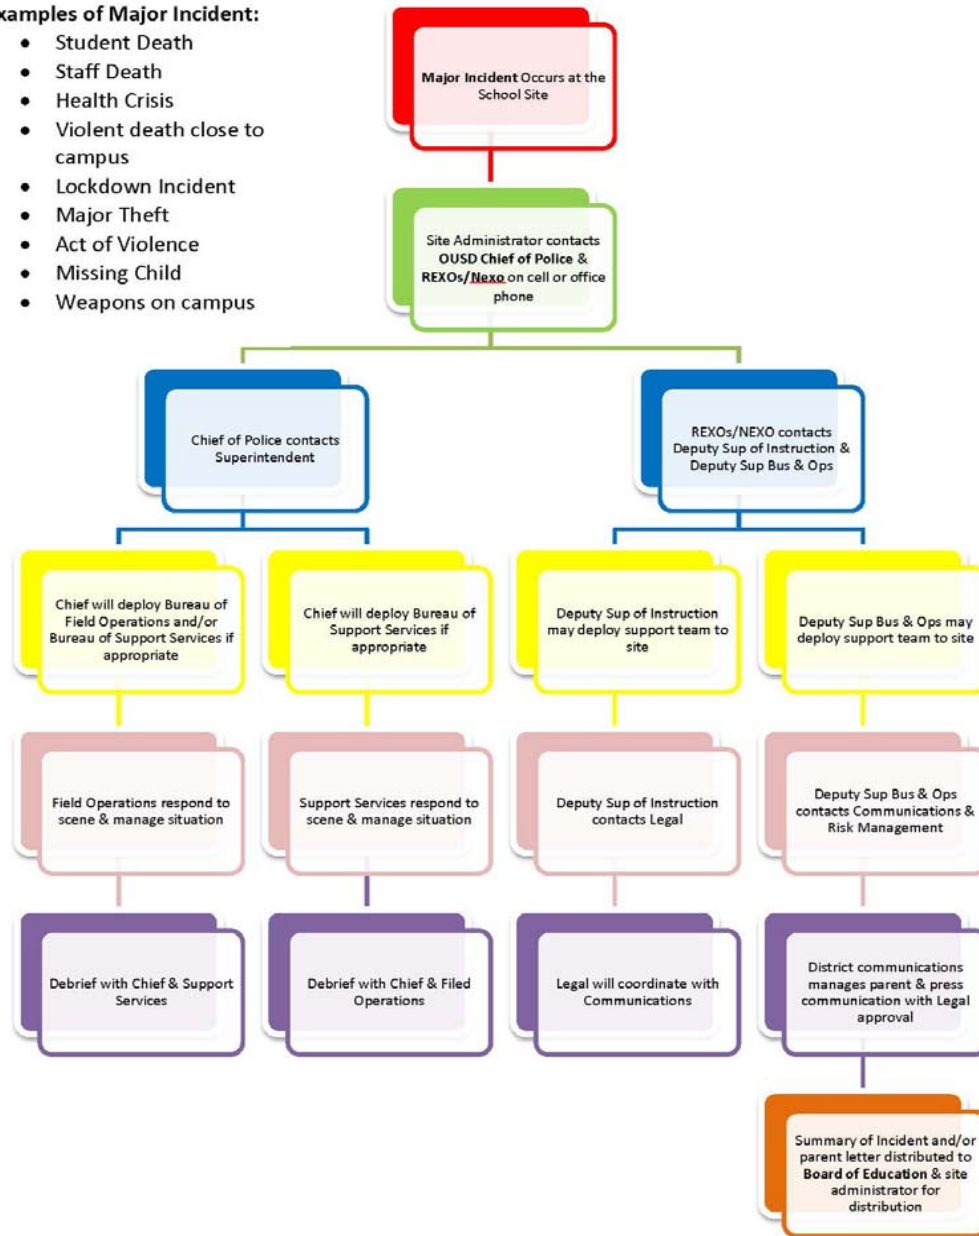 xamples of Major Incident:
• Student Death
• Staff Death
• Health Crisis
• Violent death close to
campus
• Lockdown Incident
• Major Theft
• Act of Violence
• Missing Child
• Weapons on campus
Major Incident Occurs at the
School Site
Site Administrator contacts
OUSD Chief of Police &
REXOs/Nexo on cell or office
phone
Chief of Police contacts
Superintendent
REXOs/NEXO contacts
Deputy Sup of Instruction &
Deputy Sup Bus & Ops
Chief will deploy Bureau of
Field Operations and/or
Bureau of Support Services if
appropriate
Chief will deploy Bureau of
Support Services if
appropriate
Deputy Sup of Instruction
may deploy support team to
site
Deputy Sup Bus & Ops may
deploy support team to site
Field Operations respond to
scene & manage situation
Support Services respond to
scene & manage situation
Deputy Sup of Instruction
contacts Legal
Deputy Sup Bus & Ops
contacts Communications &
Risk Management
Debrief with Chief & Support
Services
Debrief with Chief & Filed
Operations
Legal will coordinate with
Communications
District communications
manages parent & press
communication with Legal
approval
Summary of Incident and/or
parent letter distributed to
Board of Education & site
administrator for
distribution